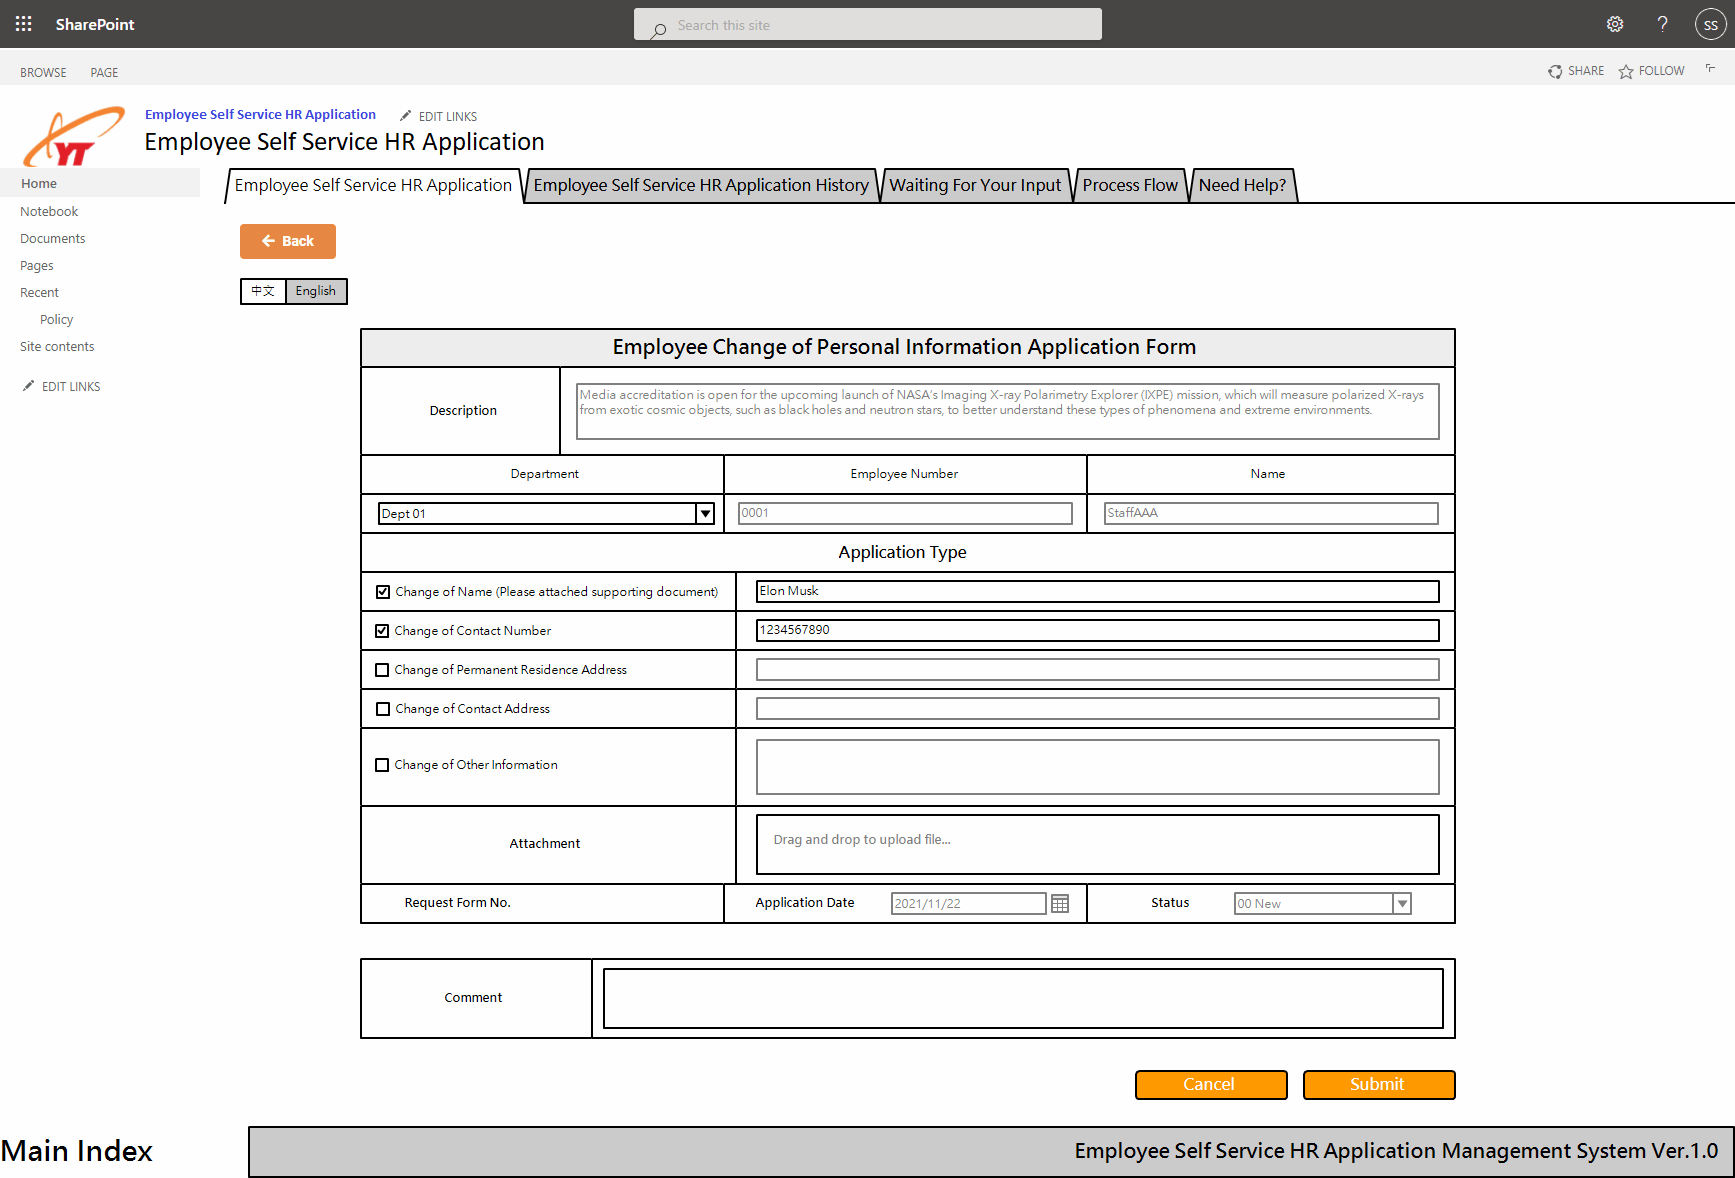 SharePoint
Search this site
?
SS
BROWSE PAGE
SHARE FOLLOW
Employee Self Service HR Application
EDIT LINKS
Employee Self Service HR Application
YT
Home
Notebook
Documents
Pages
Recent
Policy
Site contents
EDIT LINKS
Employee Self Service HR Application
Employee Self Service HR Application History
Waiting For Your Input
Process Flow
Need Help?
Back
中文 English
Employee Change of Personal Information Application Form
Description
Media accreditation is open for the upcoming launch of NASA's Imaging X-ray Polarimetry Explorer (IXPE) mission, which will measure polarized X-rays
from exotic cosmic objects, such as black holes and neutron stars, to better understand these types of phenomena and extreme environments.
Department Employee Number Name
Dept 01 0001 StaffAAA
Application Type
Change of Name (Please attached supporting document) Elon Musk
Change of Contact Number 1234567890
Change of Permanent Residence Address
Change of Contact Address
Change of Other Information
Attachment
Drag and drop to upload file...
Request Form No. Application Date 2021/11/22 Status 00 New
Comment
Cancel Submit
Main Index
Employee Self Service HR Application Management System Ver.1.0